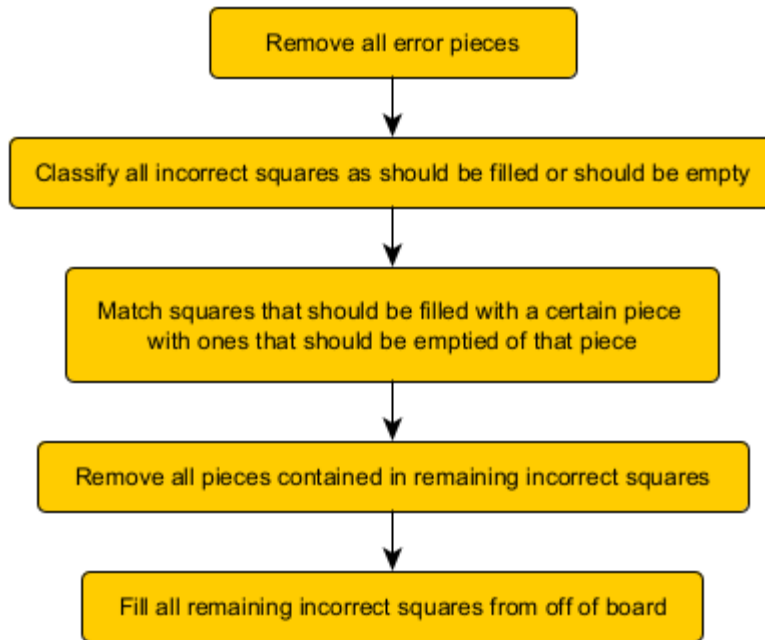 Remove all error pieces
Classify all incorrect squares as should be filled or should be empty
Match squares that should be filled with a certain piece
with ones that should be emptied of that piece
Remove all pieces contained in remaining incorrect squares
Fill all remaining incorrect squares from off of board